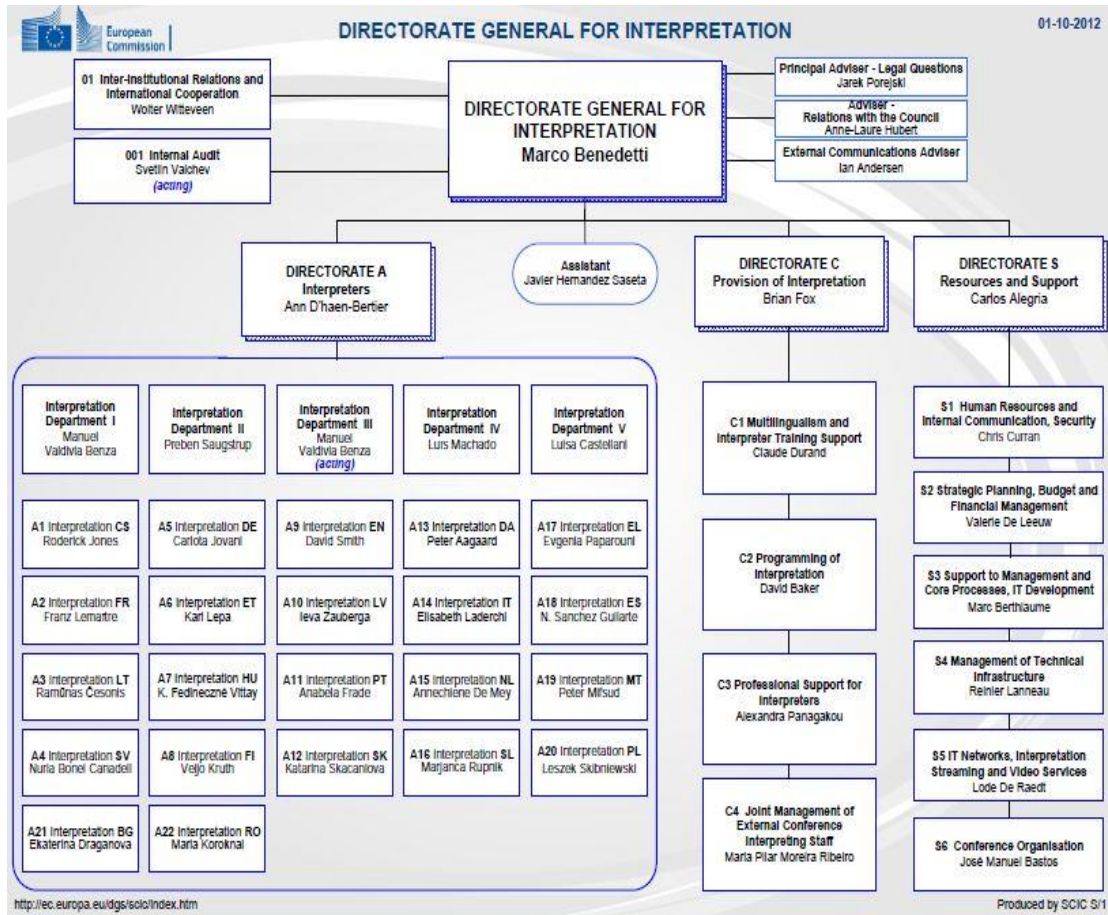 European
Commission
DIRECTORATE GENERAL FOR INTERPRETATION
01-10-2012
01 Inter-Institutional Relations and
International Cooperation
Wolter Witteveen
001 Internal Audit
Svetlin Valchev
(acting)
DIRECTORATE GENERAL FOR
INTERPRETATION
Marco Benedetti
Principal Adviser - Legal Questions
Jarek Porejski
Adviser -
Relations with the Council
Anne-Laure Hubert
External Communications Adviser
Ian Andersen
DIRECTORATE A
Interpreters
Ann D'haen-Bertier
Assistant
Javier Hernandez Saseta
DIRECTORATE C
Provision of Interpretation
Brian Fox
DIRECTORATE S
Resources and Support
Carlos Alegria
Interpretation
Department I
Manuel
Valdivia Benza
Interpretation
Department II
Preben Saugstrup
Interpretation
Department III
Manuel
Valdivia Benza
(acting)
Interpretation
Department IV
Luis Machado
Interpretation
Department V
Luisa Castellani
A1 Interpretation CS
Roderick Jones
A5 Interpretation DE
Carlota Jovani
A9 Interpretation EN
David Smith
A13 Interpretation DA
Peter Aagaard
A17 Interpretation EL
Evgenia Paparouni
A2 Interpretation FR
Franz Lemaitre
A6 Interpretation ET
Karl Lepa
A10 Interpretation LV
Ieva Zauberga
A14 Interpretation IT
Elisabeth Laderchi
A18 Interpretation ES
N. Sanchez Guilarte
A3 Interpretation LT
Ramūnas Česonis
A7 Interpretation HU
K. Fedineczné Vittay
A11 Interpretation PT
Anabela Frade
A15 Interpretation NL
Annechiene De Mey
A19 Interpretation MT
Peter Mifsud
A4 Interpretation SV
Nuria Bonel Canadell
A8 Interpretation FI
Veijo Kruth
A12 Interpretation SK
Katarina Skacaniova
A16 Interpretation SL
Marjanca Rupnik
A20 Interpretation PL
Leszek Skibniewski
A21 Interpretation BG
Ekaterina Draganova
A22 Interpretation RO
Maria Koroknai
C1 Multilingualism and
Interpreter Training Support
Claude Durand
C2 Programming of
Interpretation
David Baker
C3 Professional Support for
Interpreters
Alexandra Panagakou
C4 Joint Management of
External Conference
Interpreting Staff
Maria Pilar Moreira Ribeiro
S1 Human Resources and
Internal Communication, Security
Chris Curran
S2 Strategic Planning, Budget and
Financial Management
Valerie De Leeuw
S3 Support to Management and
Core Processes, IT Development
Marc Berthiaume
S4 Management of Technical
Infrastructure
Reinier Lanneau
S5 IT Networks, Interpretation
Streaming and Video Services
Lode De Raedt
S6 Conference Organisation
José Manuel Bastos
http://ec.europa.eu/dgs/scic/index.htm
Produced by SCIC S/1